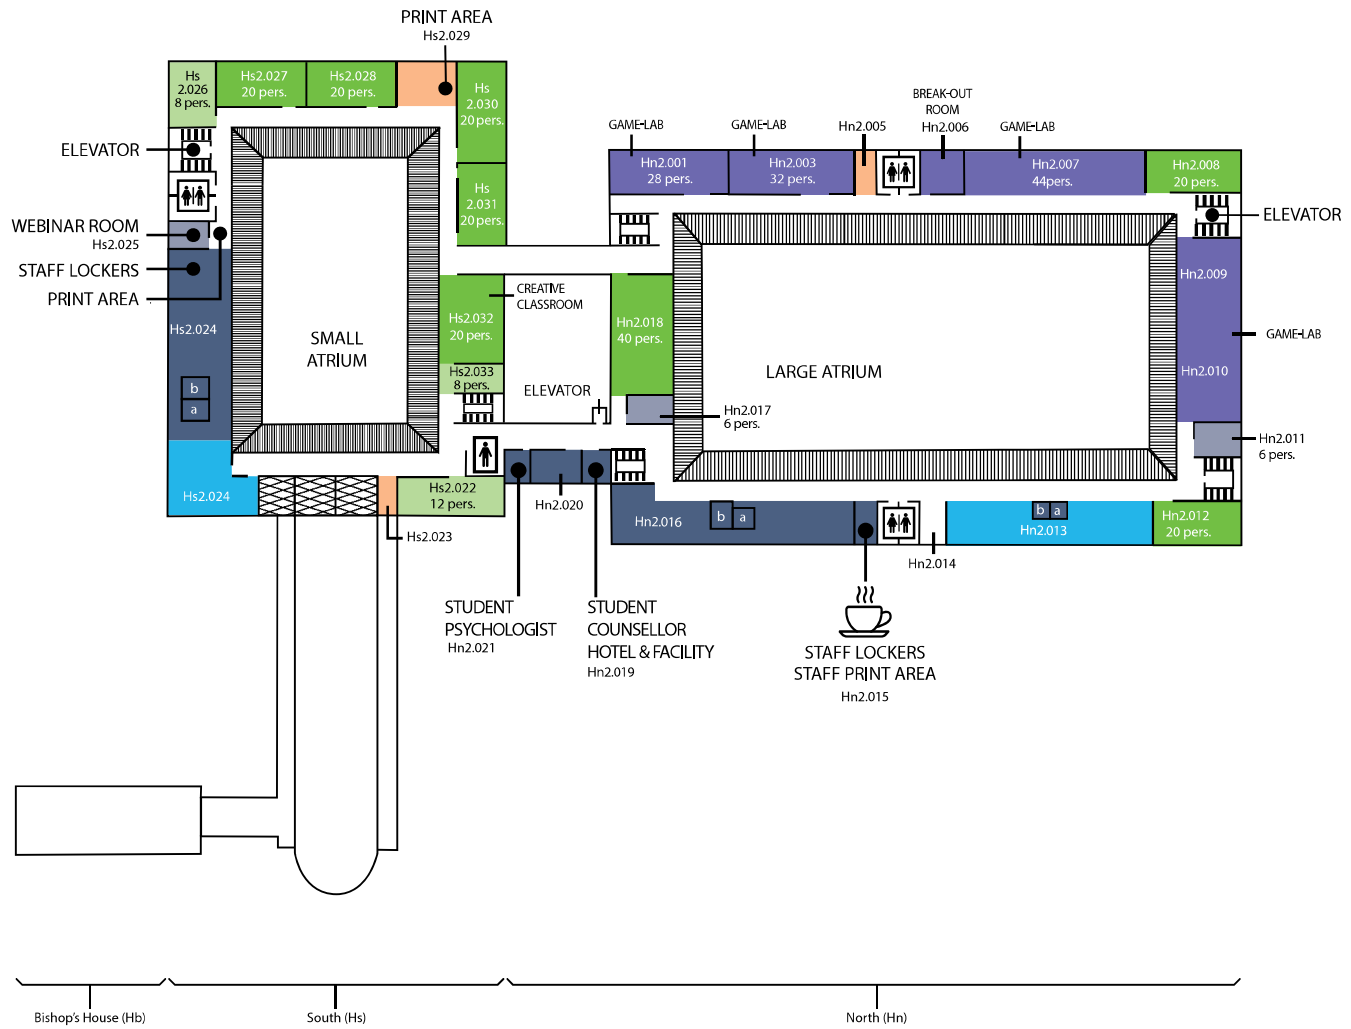 PRINT AREA
Hs2.029
Hs
2.026
8 pers.
Hs2.027
20 pers.
Hs2.028
20 pers.
Hs
2.030
20 pers.
Hs
2.031
20 pers.
ELEVATOR
WEBINAR ROOM
Hs2.025
STAFF LOCKERS
PRINT AREA
Hs2.024
b
a
Hs2.024
SMALL
ATRIUM
CREATIVE
CLASSROOM
Hs2.032
20 pers.
Hs2.033
8 pers.
ELEVATOR
Hs2.022
12 pers.
Hs2.023
GAME-LAB
Hn2.001
28 pers.
GAME-LAB
Hn2.003
32 pers.
Hn2.005
BREAK-OUT
ROOM
Hn2.006
GAME-LAB
Hn2.007
44pers.
Hn2.008
20 pers.
ELEVATOR
Hn2.009
GAME-LAB
Hn2.010
Hn2.011
6 pers.
Hn2.018
40 pers.
LARGE ATRIUM
Hn2.017
6 pers.
Hn2.020
Hn2.016
b
a
b
a
Hn2.013
Hn2.012
20 pers.
Hn2.014
STUDENT
PSYCHOLOGIST
Hn2.021
STUDENT
COUNSELLOR
HOTEL & FACILITY
Hn2.019
STAFF LOCKERS
STAFF PRINT AREA
Hn2.015
Bishop's House (Hb)
South (Hs)
North (Hn)